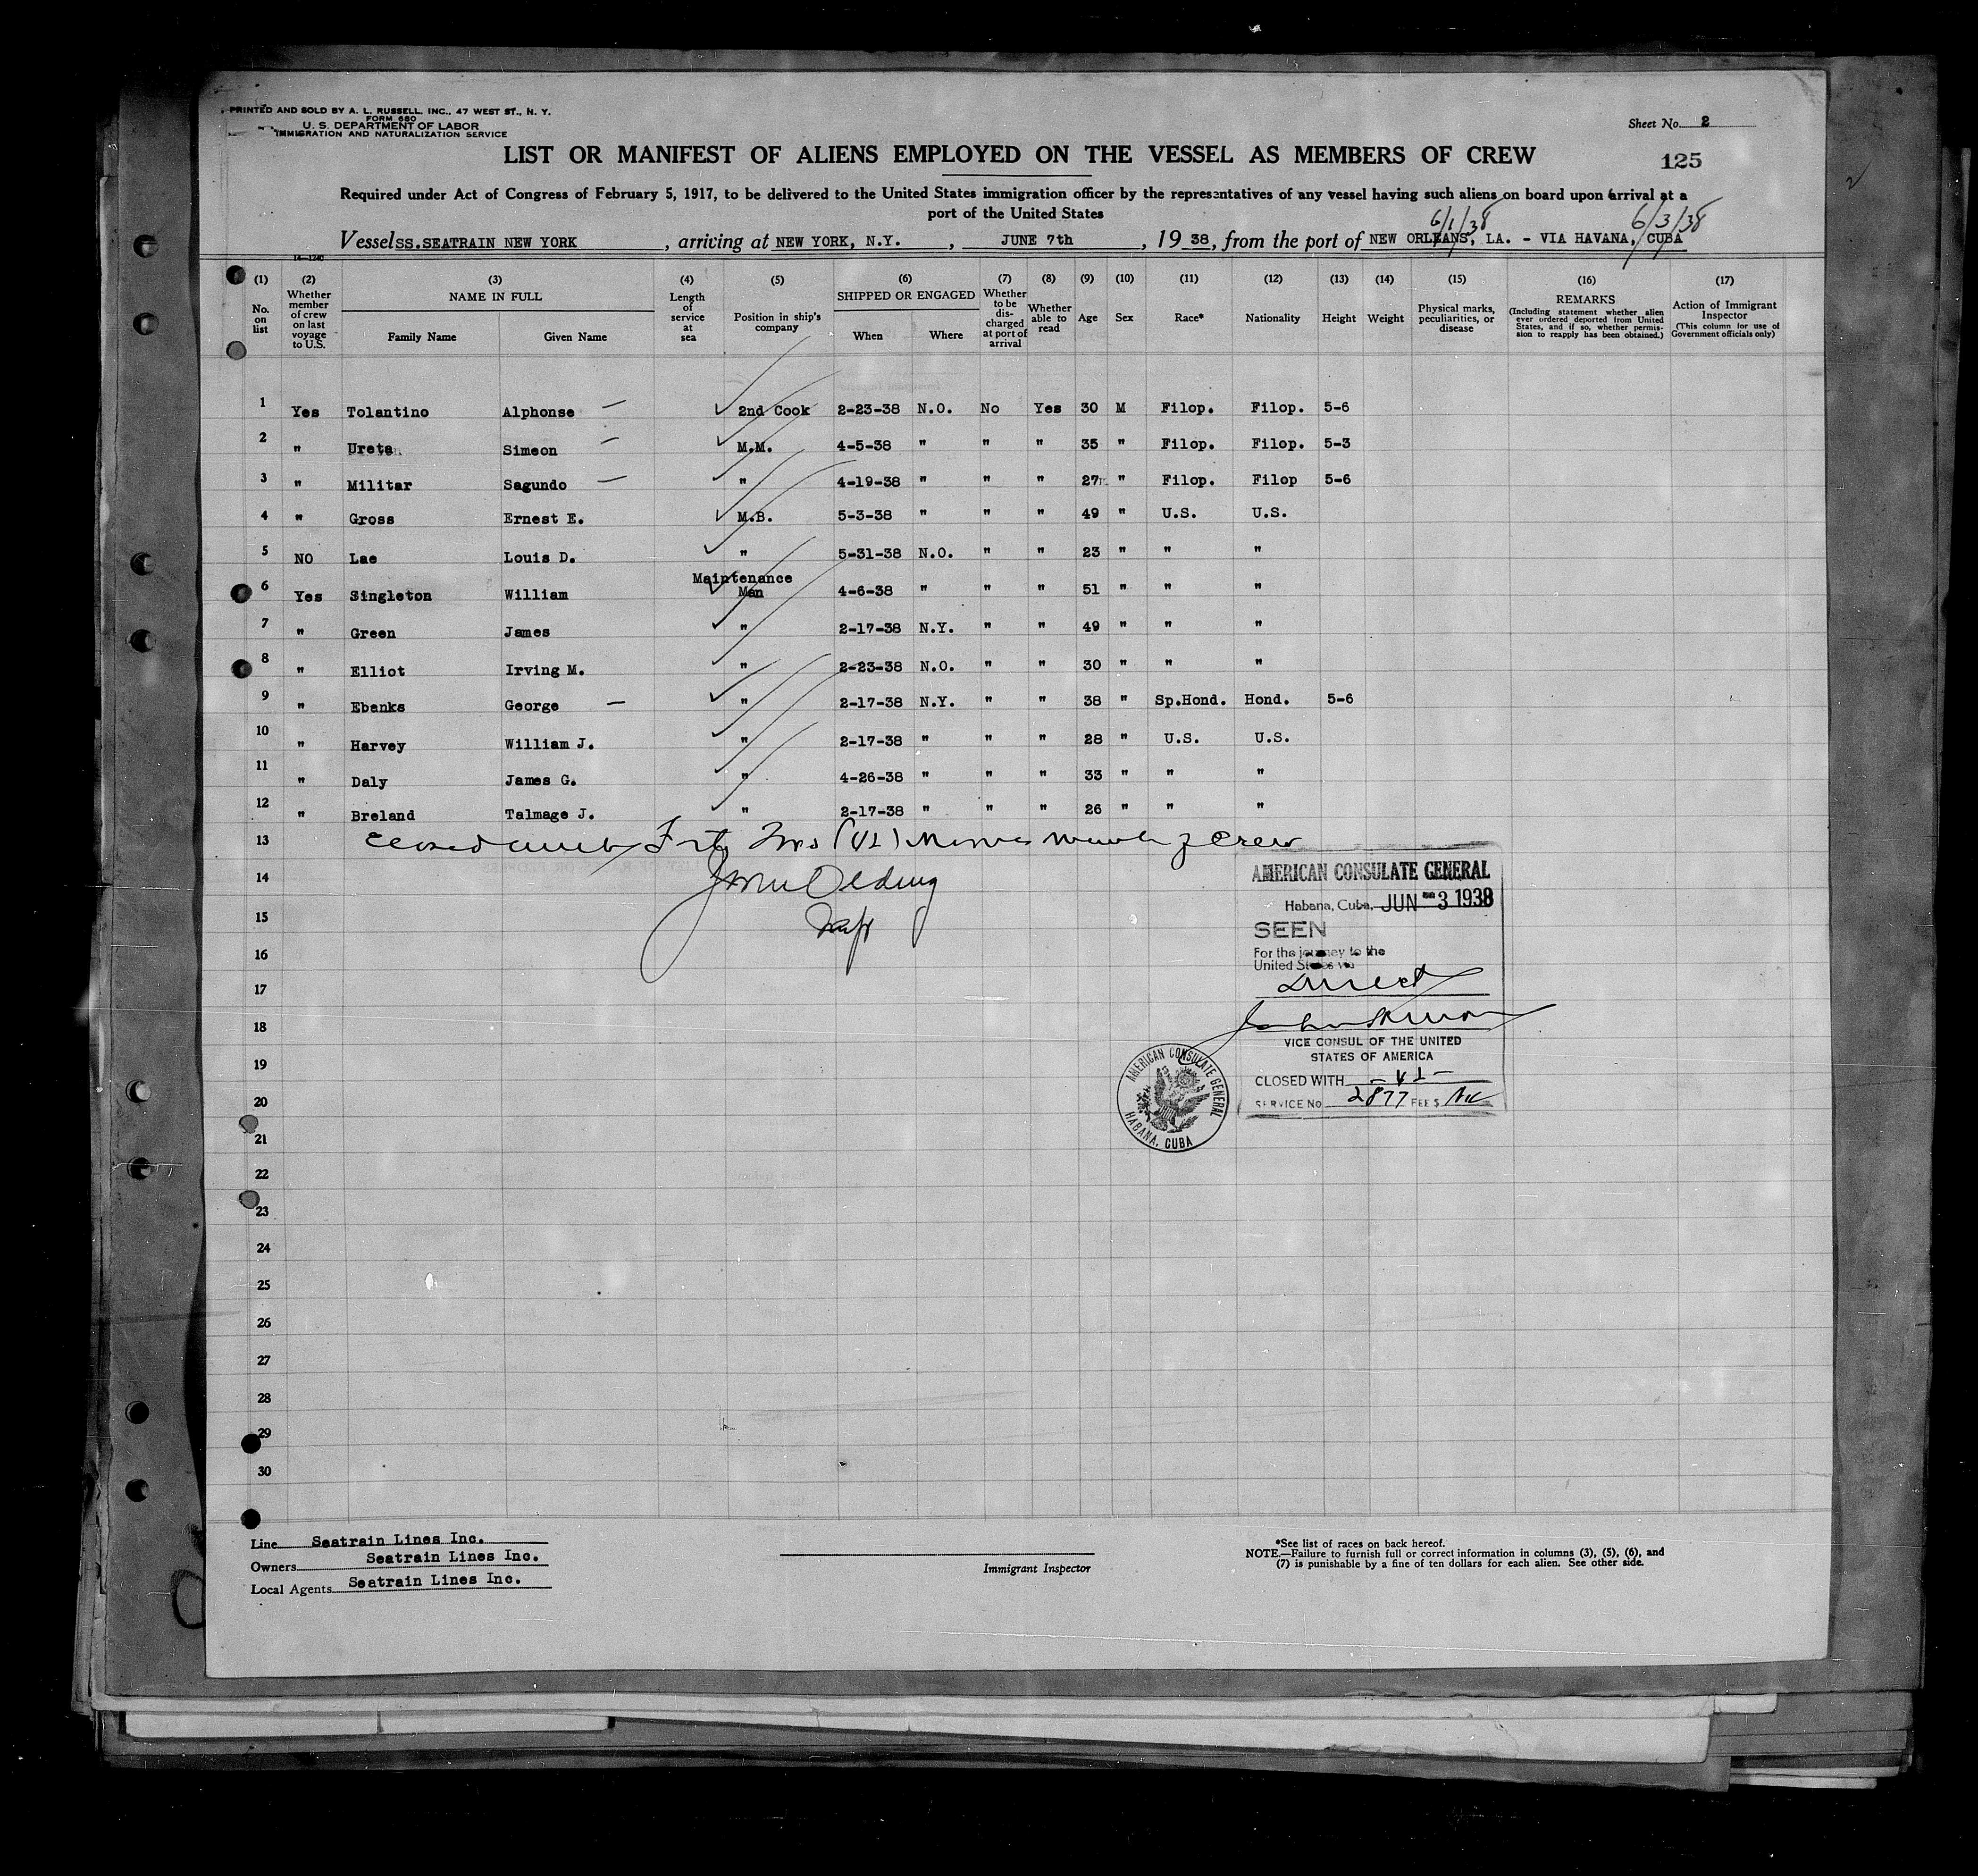 PRINTED AND SOLD BY A. L. RUSSELL, INC., 47 WEST ST., N. Y.
FORM 680
U. S. DEPARTMENT OF LABOR
IMMIGRATION AND NATURALIZATION SERVICE
Sheet No. 2
LIST OR MANIFEST OF ALIENS EMPLOYED ON THE VESSEL AS MEMBERS OF CREW
125
Required under Act of Congress of February 5, 1917, to be delivered to the United States immigration officer by the representatives of any vessel having such aliens on board upon arrival at a
port of the United States
6/1/38 6/3/38
Vessel SS.SEATRAIN NEW YORK, arriving at NEW YORK, N.Y., JUNE 7th, 1938, from the port of NEW ORLEANS, LA. - VIA HAVANA, CUBA
(1) No. on list
(2) Whether member of crew on last voyage to U.S.
(3) NAME IN FULL Family Name Given Name
(4) Length of service at sea
(5) Position in ship's company
(6) SHIPPED OR ENGAGED When Where
(7) Whether to be discharged at port of arrival
(8) Whether able to read
(9) Age
(10) Sex
(11) Race*
(12) Nationality
(13) Height
(14) Weight
(15) Physical marks, peculiarities, or disease
(16) REMARKS (Including statement whether alien ever ordered deported from United States, and if so, whether permission to reapply has been obtained.)
(17) Action of Immigrant Inspector (This column for use of Government officials only)
1 Yes Tolantino Alphonse — 2nd Cook 2-23-38 N.O. No Yes 30 M Filop. Filop. 5-6
2 " Ureta Simeon — M.M. 4-5-38 " " " 35 " Filop. Filop. 5-3
3 " Militar Sagundo — " 4-19-38 " " " 27 " Filop. Filop 5-6
4 " Gross Ernest E. M.B. 5-3-38 " " " 49 " U.S. U.S.
5 NO Lae Louis D. " 5-31-38 N.O. " " 23 " " "
6 Yes Singleton William Maintenance Man 4-6-38 " " " 51 " " "
7 " Green James " 2-17-38 N.Y. " " 49 " " "
8 " Elliot Irving M. " 2-23-38 N.O. " " 30 " " "
9 " Ebanks George — " 2-17-38 N.Y. " " 38 " Sp.Hond. Hond. 5-6
10 " Harvey William J. " 2-17-38 " " " 28 " U.S. U.S.
11 " Daly James G. " 4-26-38 " " " 33 " " "
12 " Breland Talmage J. " 2-17-38 " " " 26 " " "
13
14
15
16
17
18
19
20
21
22
23
24
25
26
27
28
29
30
AMERICAN CONSULATE GENERAL
Habana, Cuba, JUN 3 1938
SEEN
For the journey to the
United States via
Direct
VICE CONSUL OF THE UNITED
STATES OF AMERICA
CLOSED WITH
SERVICE No. 2877 FEE $ Nil
AMERICAN CONSULATE GENERAL
HABANA, CUBA
Line Seatrain Lines Inc.
Owners Seatrain Lines Inc.
Local Agents Seatrain Lines Inc.
Immigrant Inspector
*See list of races on back hereof.
NOTE.—Failure to furnish full or correct information in columns (3), (5), (6), and
(7) is punishable by a fine of ten dollars for each alien. See other side.